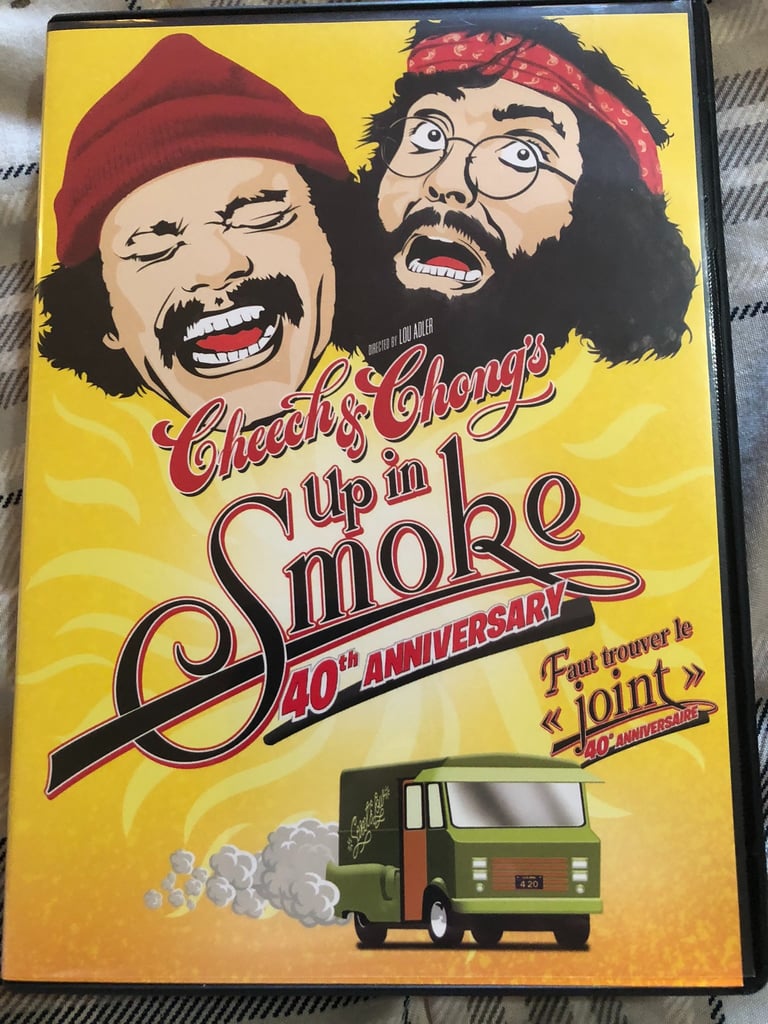 DIRECTED BY LOU ADLER
Cheech & Chong's
Up in
Smoke
40th ANNIVERSARY
Faut trouver le
« joint »
40e ANNIVERSAIRE
420